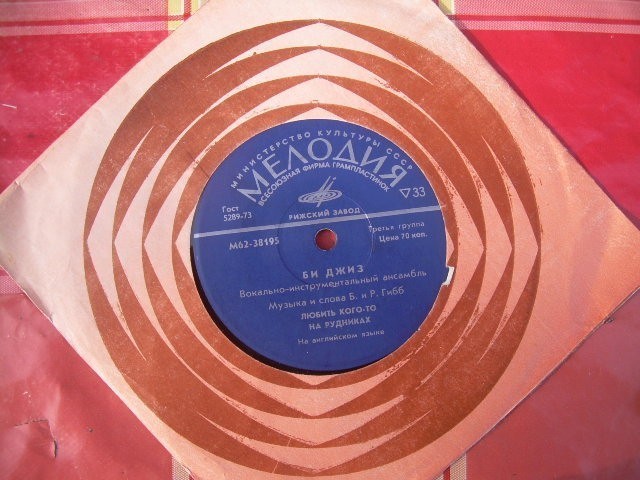 МИНИСТЕРСТВО КУЛЬТУРЫ СССР
МЕЛОДИЯ
ВСЕСОЮЗНАЯ ФИРМА ГРАМПЛАСТИНОК
Гост
5289-73
▽33
РИЖСКИЙ ЗАВОД
М62-38195
Третья группа
Цена 70 коп.
БИ ДЖИЗ
Вокально-инструментальный ансамбль
Музыка и слова Б. и Р. Гибб
ЛЮБИТЬ КОГО-ТО
НА РУДНИКАХ
На английском языке